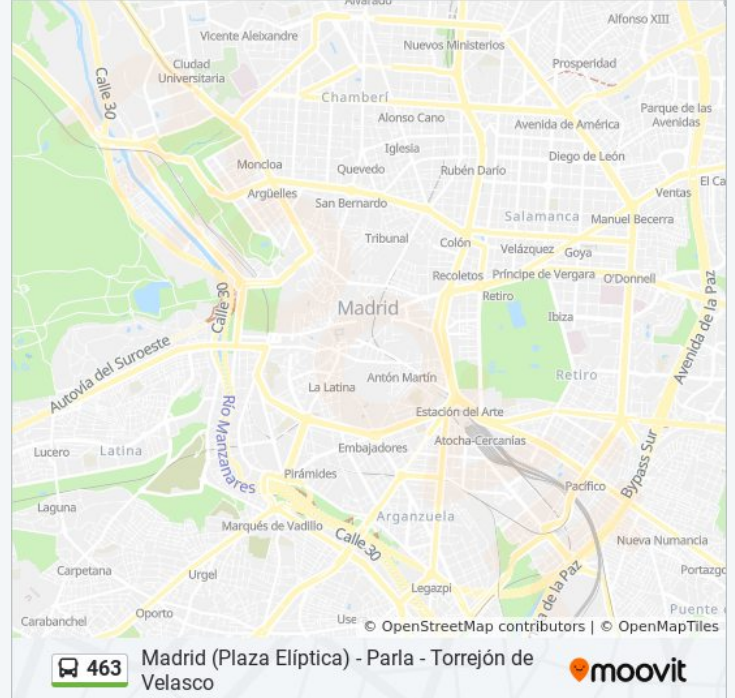 Alvarado
Alfonso XIII
Vicente Aleixandre
Nuevos Ministerios
Ciudad
Universitaria
Prosperidad
Calle 30
Chamberí
Parque de las
Avenidas
Alonso Cano
Avenida de América
Iglesia
Diego de León
Moncloa
Quevedo
Rubén Darío
El Ca
Argüelles
Ventas
San Bernardo
Salamanca
Manuel Becerra
Tribunal
Colón
Velázquez
Goya
Recoletos
Príncipe de Vergara
O'Donnell
Retiro
Calle 30
Madrid
Ibiza
Avenida de la Paz
Autovía del Suroeste
Antón Martín
Retiro
La Latina
Estación del Arte
Río Manzanares
Atocha-Cercanías
Lucero
Latina
Embajadores
Bypass Sur
Pirámides
Pacífico
Laguna
Arganzuela
Marqués de Vadillo
Calle 30
Nueva Numancia
Carpetana
Urgel
Portazgo
a de la Paz
Legazpi
Puente
Carabanchel
Oporto
Use
© OpenStreetMap contributors | © OpenMapTiles
463
Madrid (Plaza Elíptica) - Parla - Torrejón de
Velasco
moovit